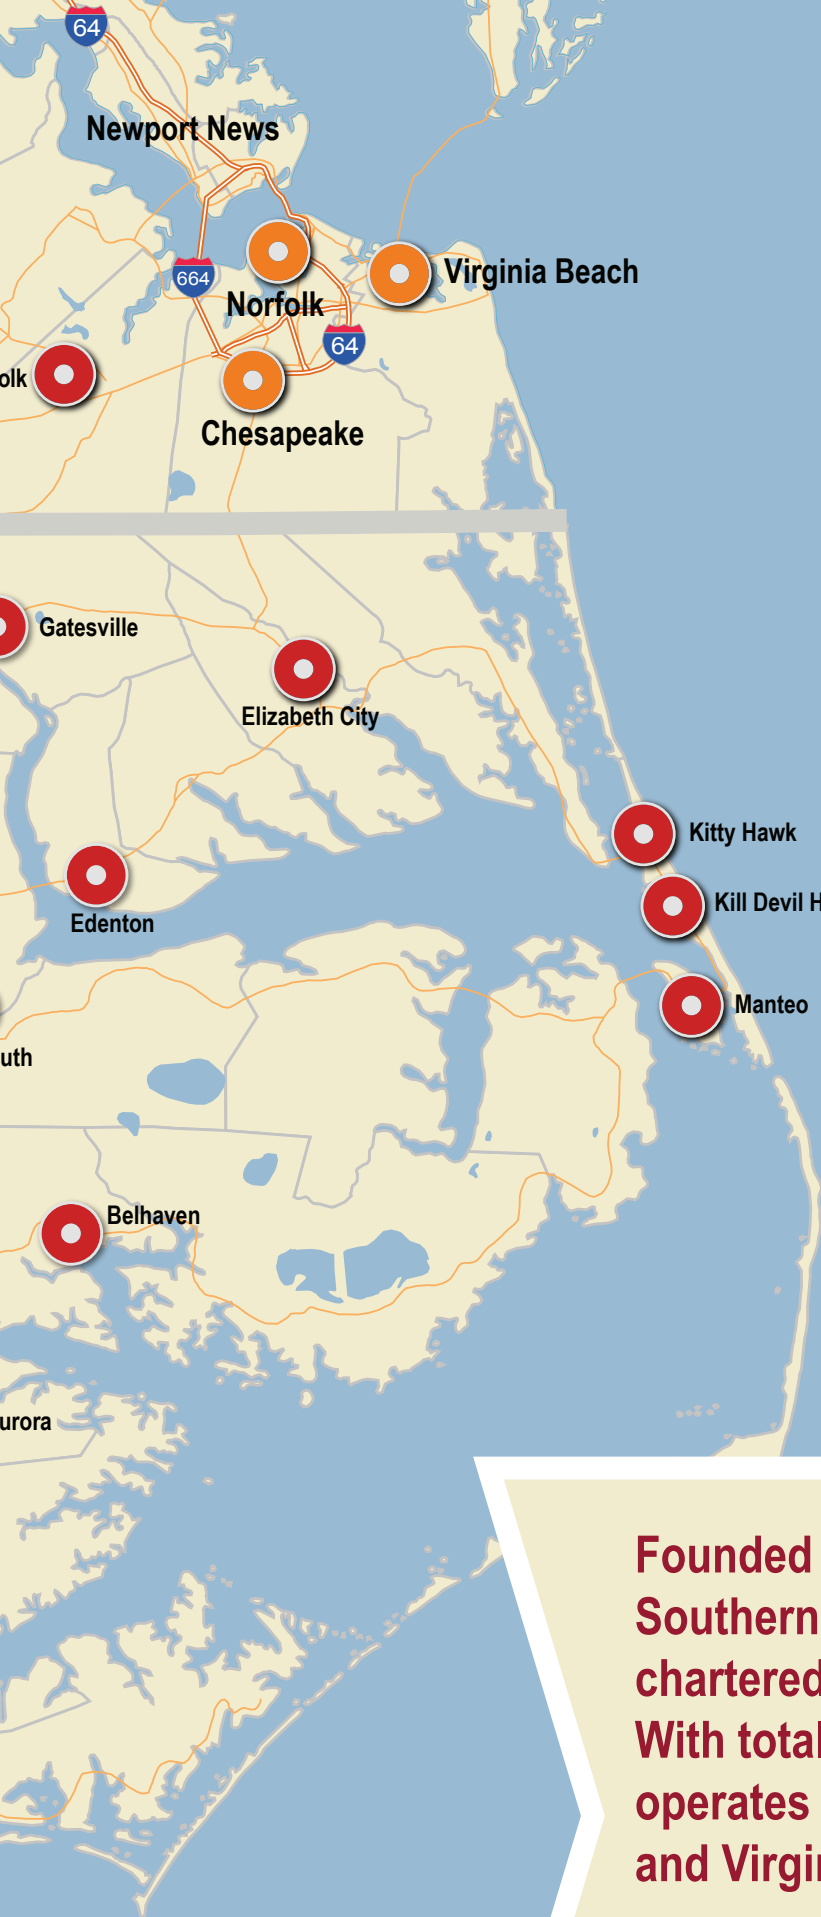 64
Newport News
664
Virginia Beach
Norfolk
64
olk
Chesapeake
Gatesville
Elizabeth City
Kitty Hawk
Kill Devil H
Edenton
Manteo
uth
Belhaven
urora
Founded
Southern
chartered
With total
operates
and Virgin